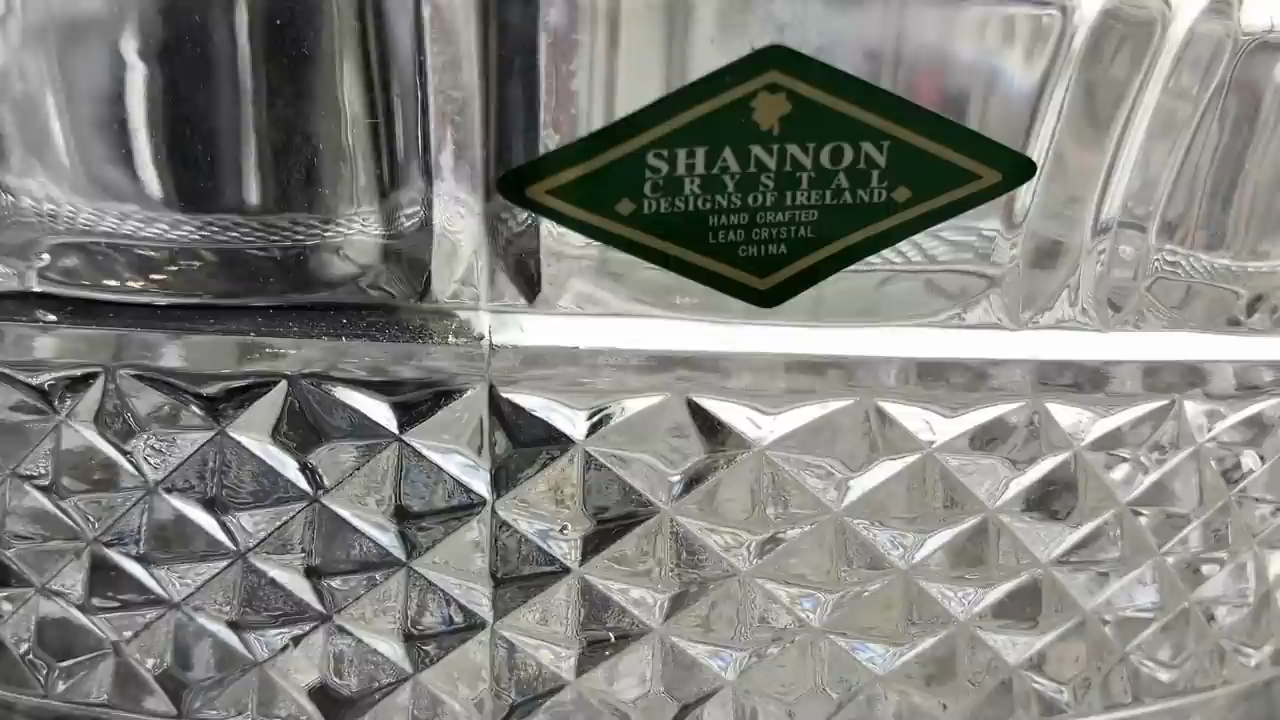 SHANNON
CRYSTAL
DESIGNS OF IRELAND
HAND CRAFTED
LEAD CRYSTAL
CHINA